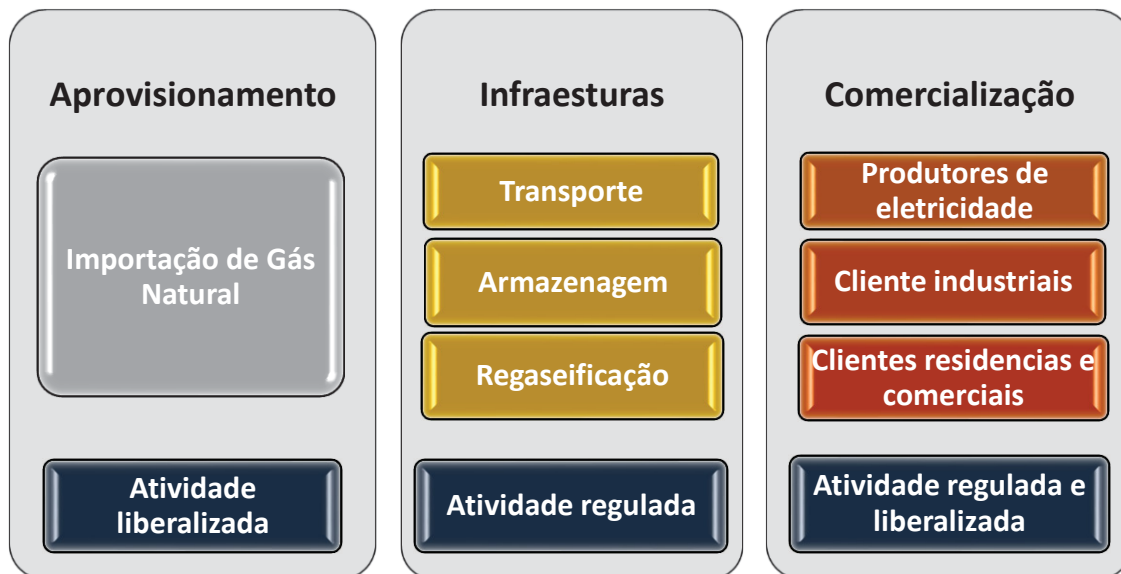 Aprovisionamento
Importação de Gás
Natural
Atividade
liberalizada
Infraesturas
Transporte
Armazenagem
Regaseificação
Atividade regulada
Comercialização
Produtores de
eletricidade
Cliente industriais
Clientes residencias e
comerciais
Atividade regulada e
liberalizada